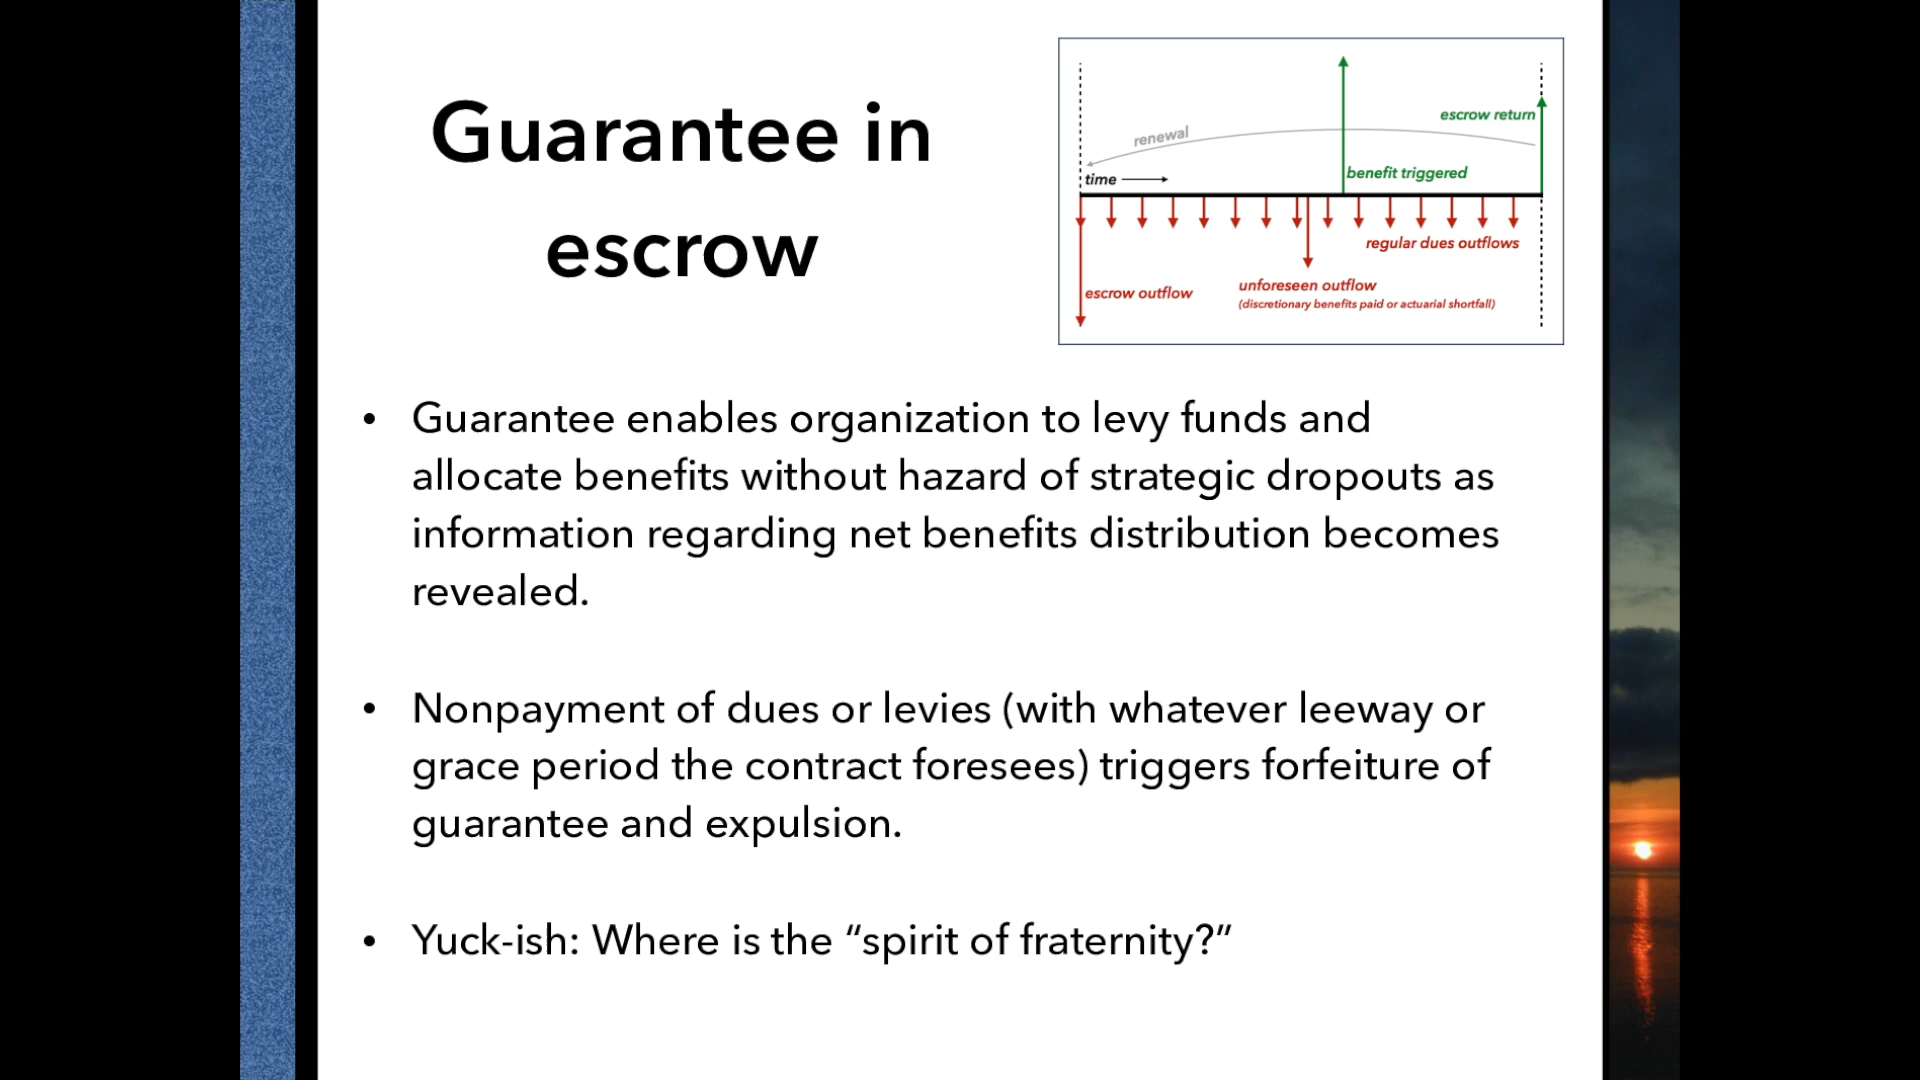 Guarantee in
escrow
escrow return
renewal
benefit triggered
time
regular dues outflows
unforeseen outflow
escrow outflow
(discretionary benefits paid or actuarial shortfall)
• Guarantee enables organization to levy funds and
allocate benefits without hazard of strategic dropouts as
information regarding net benefits distribution becomes
revealed.
• Nonpayment of dues or levies (with whatever leeway or
grace period the contract foresees) triggers forfeiture of
guarantee and expulsion.
• Yuck-ish: Where is the “spirit of fraternity?”